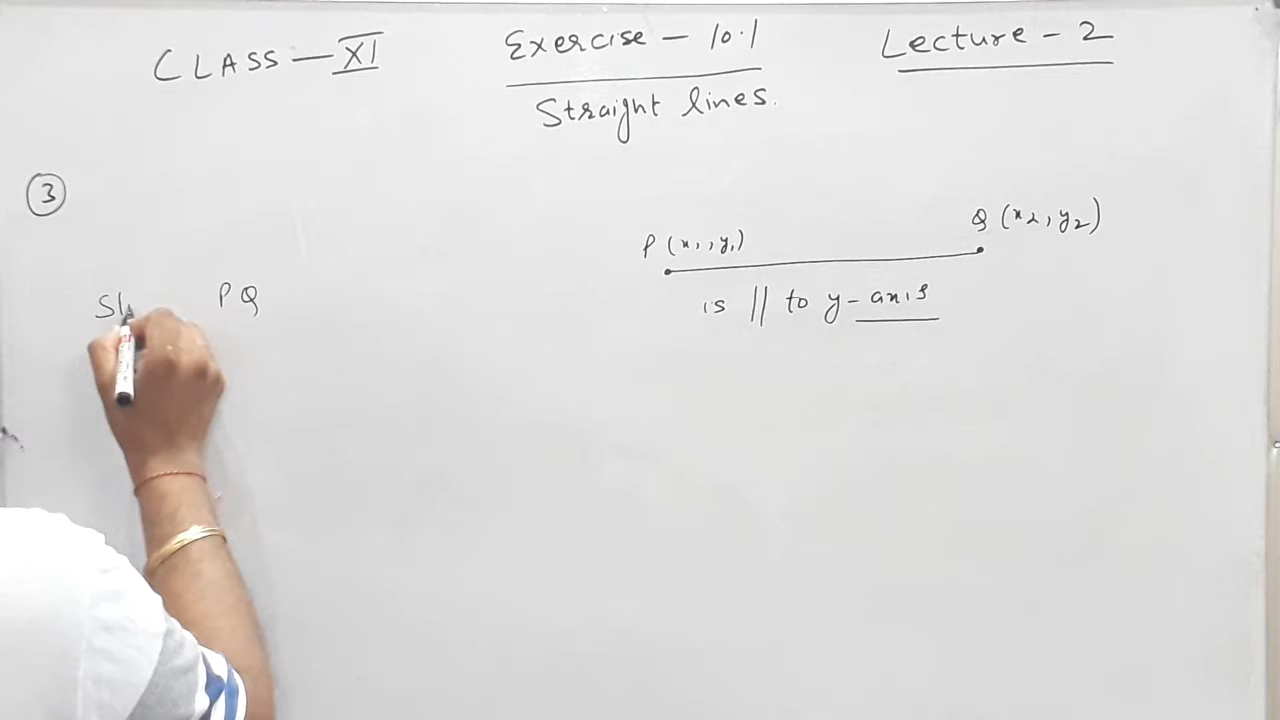 CLASS - XI
Exercise - 10.1
Lecture - 2
Straight lines.
3
P (x1, y1)
Q (x2, y2)
is || to y-axis
Sl PQ